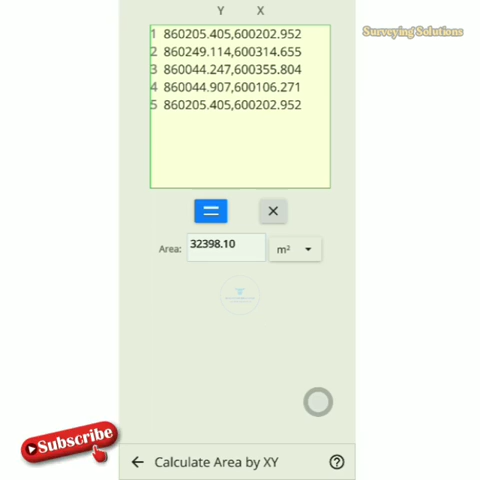 Y X
Surveying Solutions
1 860205.405,600202.952
2 860249.114,600314.655
3 860044.247,600355.804
4 860044.907,600106.271
5 860205.405,600202.952
Area: 32398.10 m²
Subscribe
Calculate Area by XY